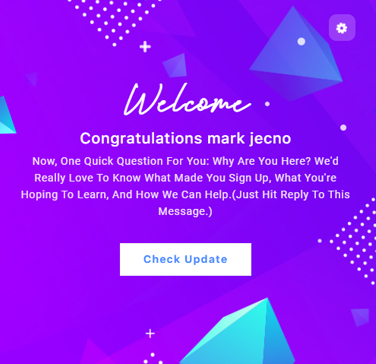 Welcome
Congratulations mark jecno
Now, One Quick Question For You: Why Are You Here? We'd
Really Love To Know What Made You Sign Up, What You're
Hoping To Learn, And How We Can Help.(Just Hit Reply To This
Message.)
Check Update